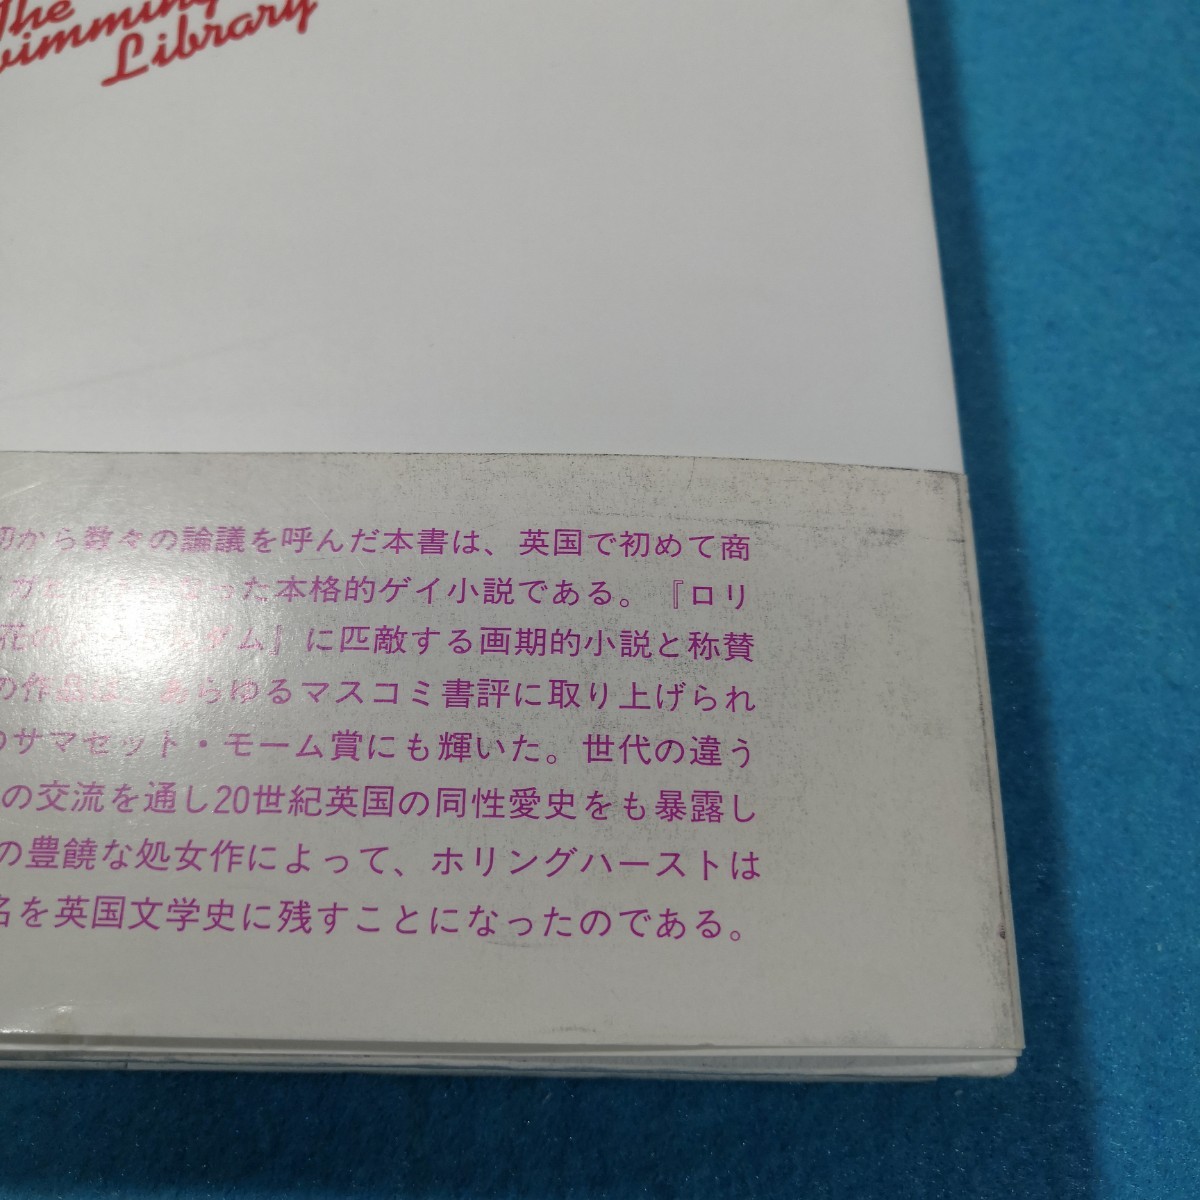 The
Library
から数々の論議を呼んだ本書は、英国で初めて商
た本格的ゲイ小説である。『ロリ
花の ダム』に匹敵する画期的小説と称賛
の作品は、あらゆるマスコミ書評に取り上げられ
のサマセット・モーム賞にも輝いた。世代の違う
の交流を通し20世紀英国の同性愛史をも暴露し
の豊饒な処女作によって、ホリングハーストは
名を英国文学史に残すことになったのである。